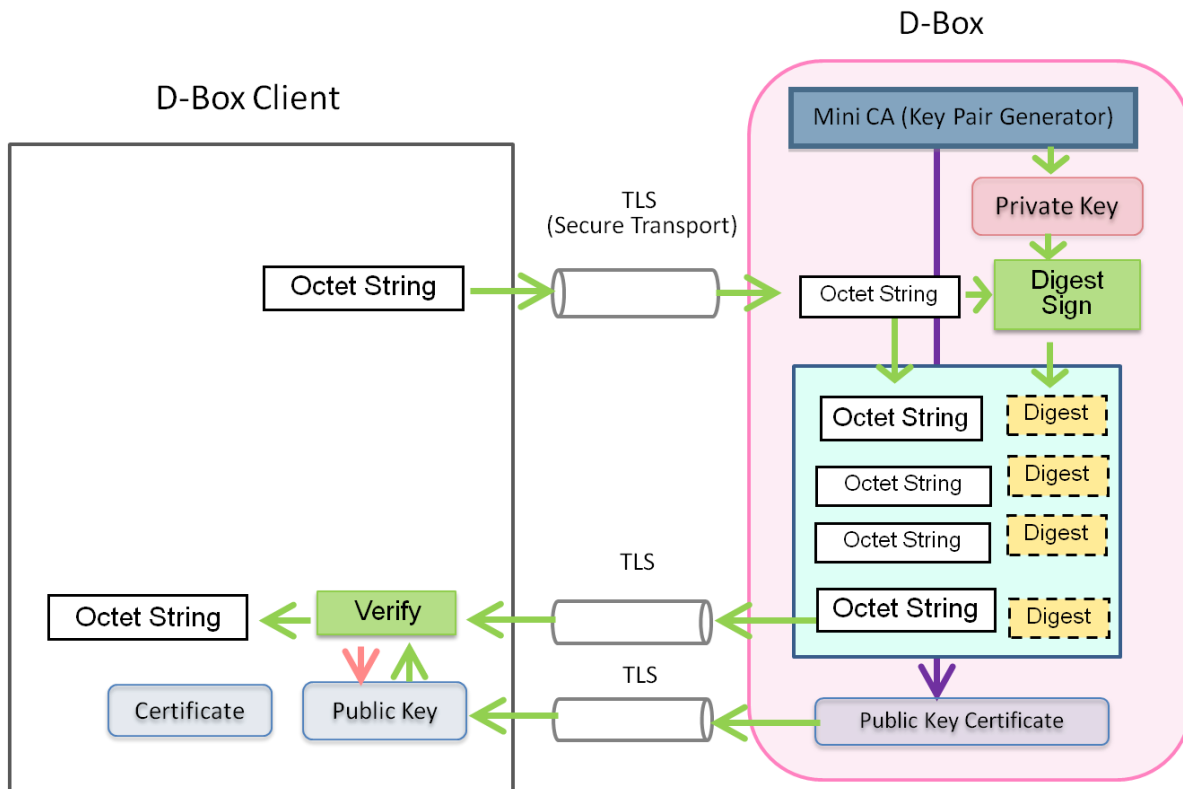 D-Box
D-Box Client
Mini CA (Key Pair Generator)
Private Key
TLS
(Secure Transport)
Octet String
Octet String
Digest
Sign
Octet String
Digest
Octet String
Digest
Octet String
Digest
TLS
Octet String
Verify
Octet String
Digest
TLS
Certificate
Public Key
Public Key Certificate